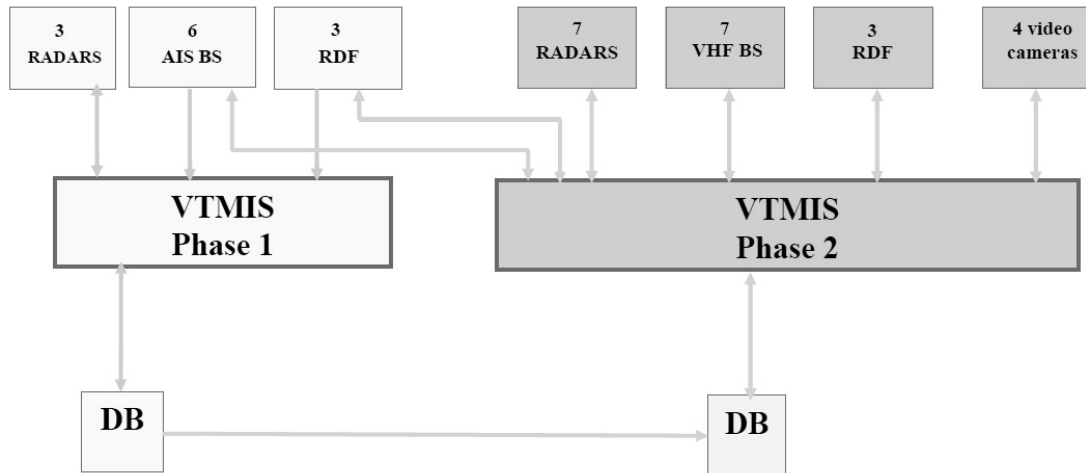 3
RADARS
6
AIS BS
3
RDF
7
RADARS
7
VHF BS
3
RDF
4 video
cameras
VTMIS
Phase 1
VTMIS
Phase 2
DB
DB